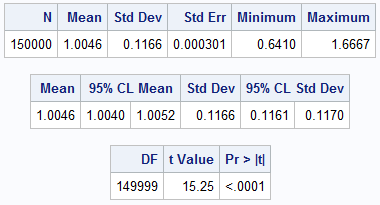 N Mean Std Dev Std Err Minimum Maximum
150000 1.0046 0.1166 0.000301 0.6410 1.6667
Mean 95% CL Mean Std Dev 95% CL Std Dev
1.0046 1.0040 1.0052 0.1166 0.1161 0.1170
DF t Value Pr > |t|
149999 15.25 <.0001